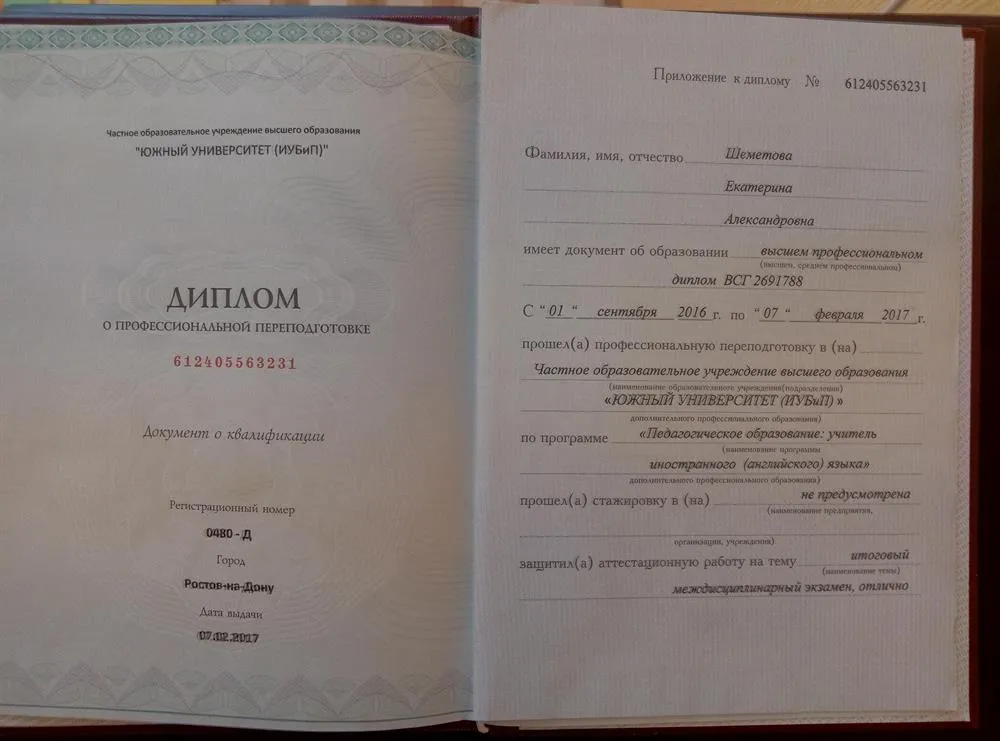 Частное образовательное учреждение высшего образования
"ЮЖНЫЙ УНИВЕРСИТЕТ (ИУБиП)"
ДИПЛОМ
О ПРОФЕССИОНАЛЬНОЙ ПЕРЕПОДГОТОВКЕ
612405563231
Документ о квалификации
Регистрационный номер
0480 - Д
Город
Ростов-на-Дону
Дата выдачи
07.02.2017
Приложение к диплому № 612405563231
Фамилия, имя, отчество Шеметова
Екатерина
Александровна
имеет документ об образовании высшем профессиональном
(высшем, среднем профессиональном)
диплом ВСГ 2691788
С "01" сентября 2016 г. по "07" февраля 2017 г.
прошел(а) профессиональную переподготовку в (на)
Частное образовательное учреждение высшего образования
(наименование образовательного учреждения(подразделения)
«ЮЖНЫЙ УНИВЕРСИТЕТ (ИУБиП) »
дополнительного профессионального образования)
по программе «Педагогическое образование: учитель
(наименование программы
иностранного (английского) языка»
дополнительного профессионального образования)
прошел(а) стажировку в (на) не предусмотрена
(наименование предприятия,
организации, учреждения)
защитил(а) аттестационную работу на тему итоговый
(наименование темы)
междисциплинарный экзамен, отлично